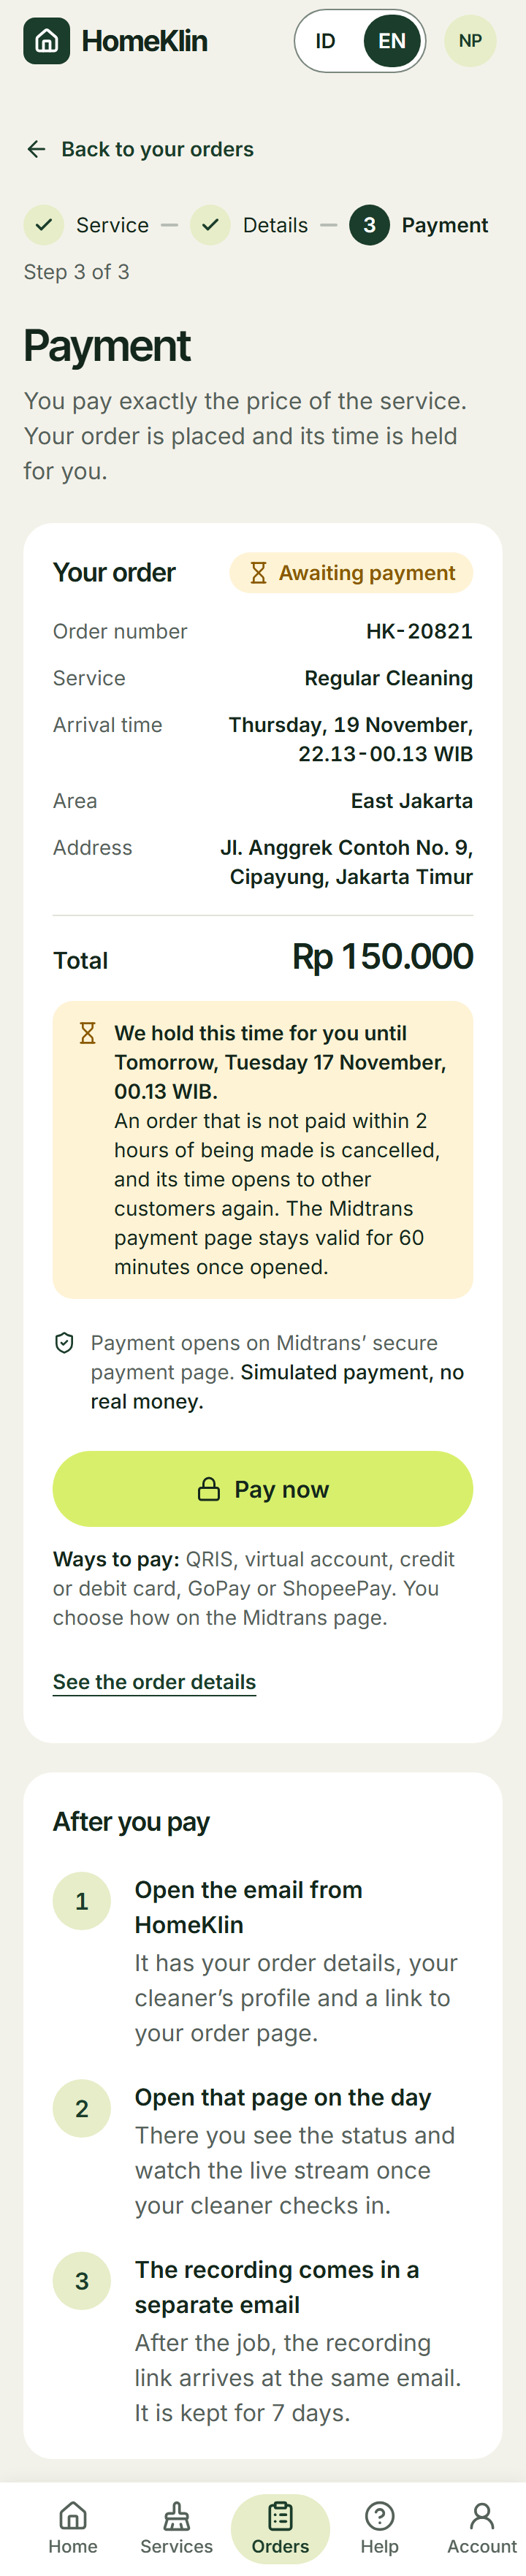 HomeKlin
ID
EN
NP
Back to your orders
Service
Details
3
Payment
Step 3 of 3
Payment
You pay exactly the price of the service.
Your order is placed and its time is held
for you.
Your order
Awaiting payment
Order number
HK-20821
Service
Regular Cleaning
Arrival time
Thursday, 19 November,
22.13-00.13 WIB
Area
East Jakarta
Address
Jl. Anggrek Contoh No. 9,
Cipayung, Jakarta Timur
Total
Rp 150.000
We hold this time for you until
Tomorrow, Tuesday 17 November,
00.13 WIB.
An order that is not paid within 2
hours of being made is cancelled,
and its time opens to other
customers again. The Midtrans
payment page stays valid for 60
minutes once opened.
Payment opens on Midtrans’ secure
payment page. Simulated payment, no
real money.
Pay now
Ways to pay: QRIS, virtual account, credit
or debit card, GoPay or ShopeePay. You
choose how on the Midtrans page.
See the order details
After you pay
1
Open the email from
HomeKlin
It has your order details, your
cleaner’s profile and a link to
your order page.
2
Open that page on the day
There you see the status and
watch the live stream once
your cleaner checks in.
3
The recording comes in a
separate email
After the job, the recording
link arrives at the same email.
It is kept for 7 days.
Home
Services
Orders
Help
Account